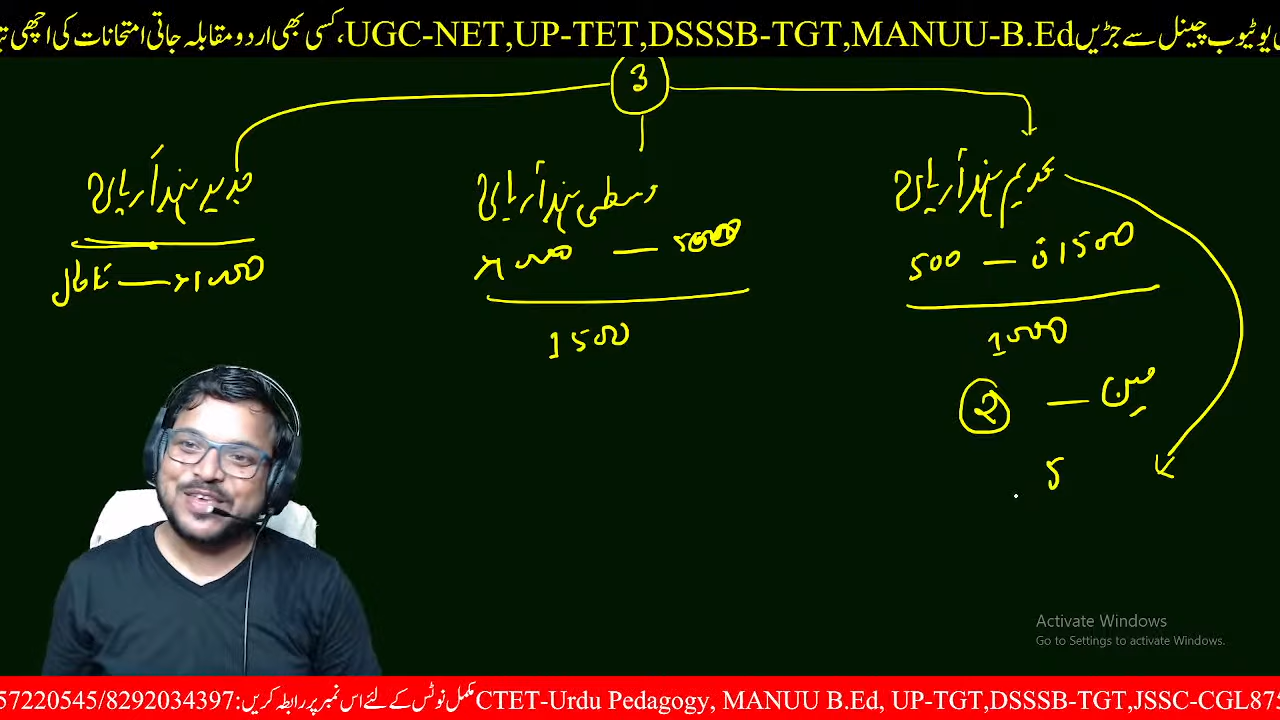 یوٹیوب چینل سے جڑیں UGC-NET,UP-TET,DSSSB-TGT,MANUU-B.Ed، کسی بھی اردو مقابلہ جاتی امتحانات کی اچھی
3
قدیم ہند آریائی
1500 ق — 500
1000
میں — 2
5
وسطی ہند آریائی
500 — 1000ء
1500
جدید ہند آریائی
1000ء — تا حال
Activate Windows
Go to Settings to activate Windows.
57220545/8292034397: مکمل نوٹس کے لئے اس نمبر پر رابطہ کریں CTET-Urdu Pedagogy, MANUU B.Ed, UP-TGT,DSSSB-TGT,JSSC-CGL875